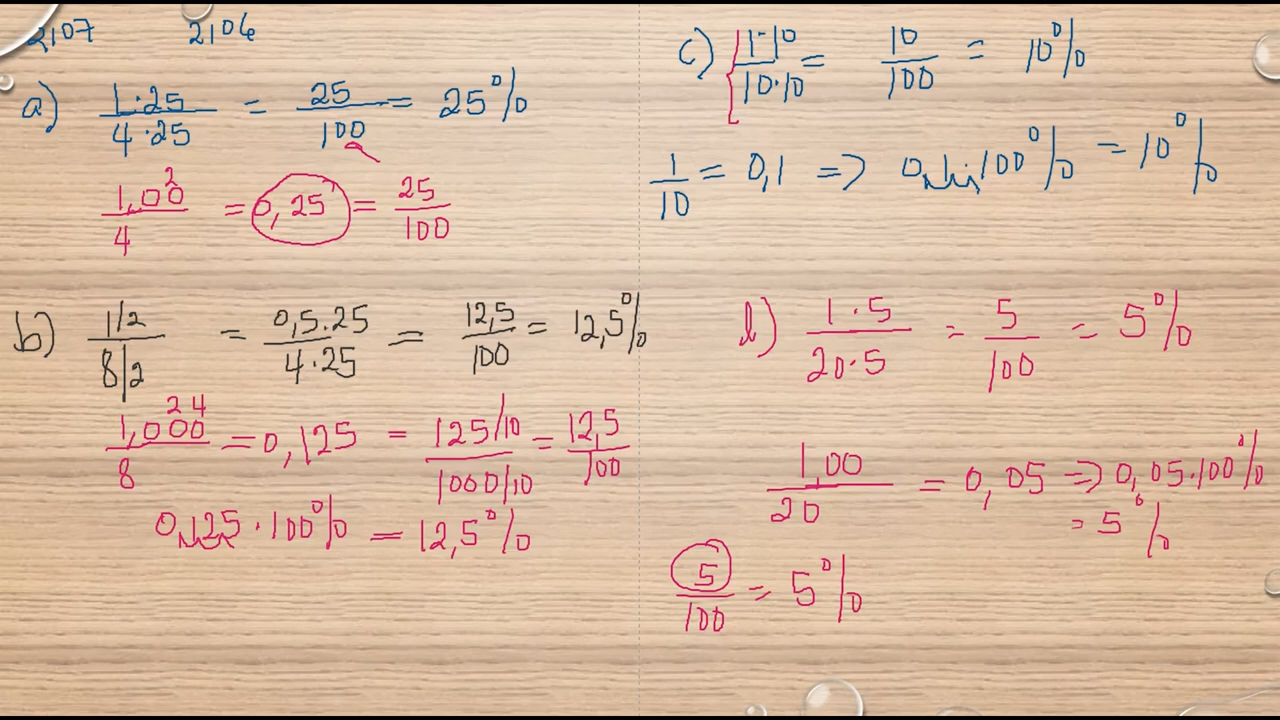 2107 2106
a) 1·25/4·25 = 25/100 = 25%
1,00²/4 = 0,25 = 25/100
b) 1|2/8|2 = 0,5·25/4·25 = 12,5/100 = 12,5%
1,000²⁴/8 = 0,125 = 125/10/1000/10 = 12,5/100
0,125·100% = 12,5%
c) 1·10/10·10 = 10/100 = 10%
1/10 = 0,1 => 0,1·100% = 10%
d) 1·5/20·5 = 5/100 = 5%
1,00/20 = 0,05 => 0,05·100%
= 5%
5/100 = 5%